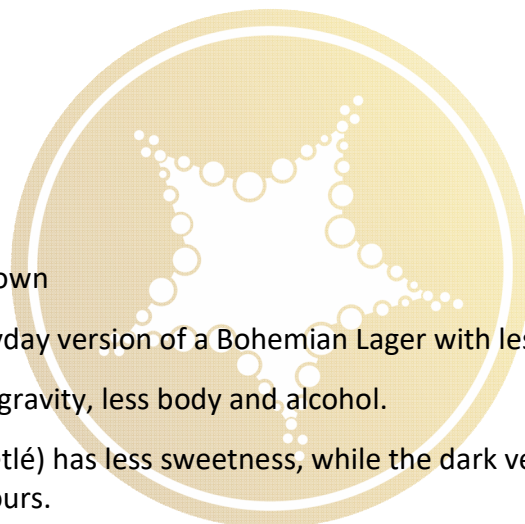 own
yday version of a Bohemian Lager with les
gravity, less body and alcohol.
tlé) has less sweetness, while the dark ve
ours.